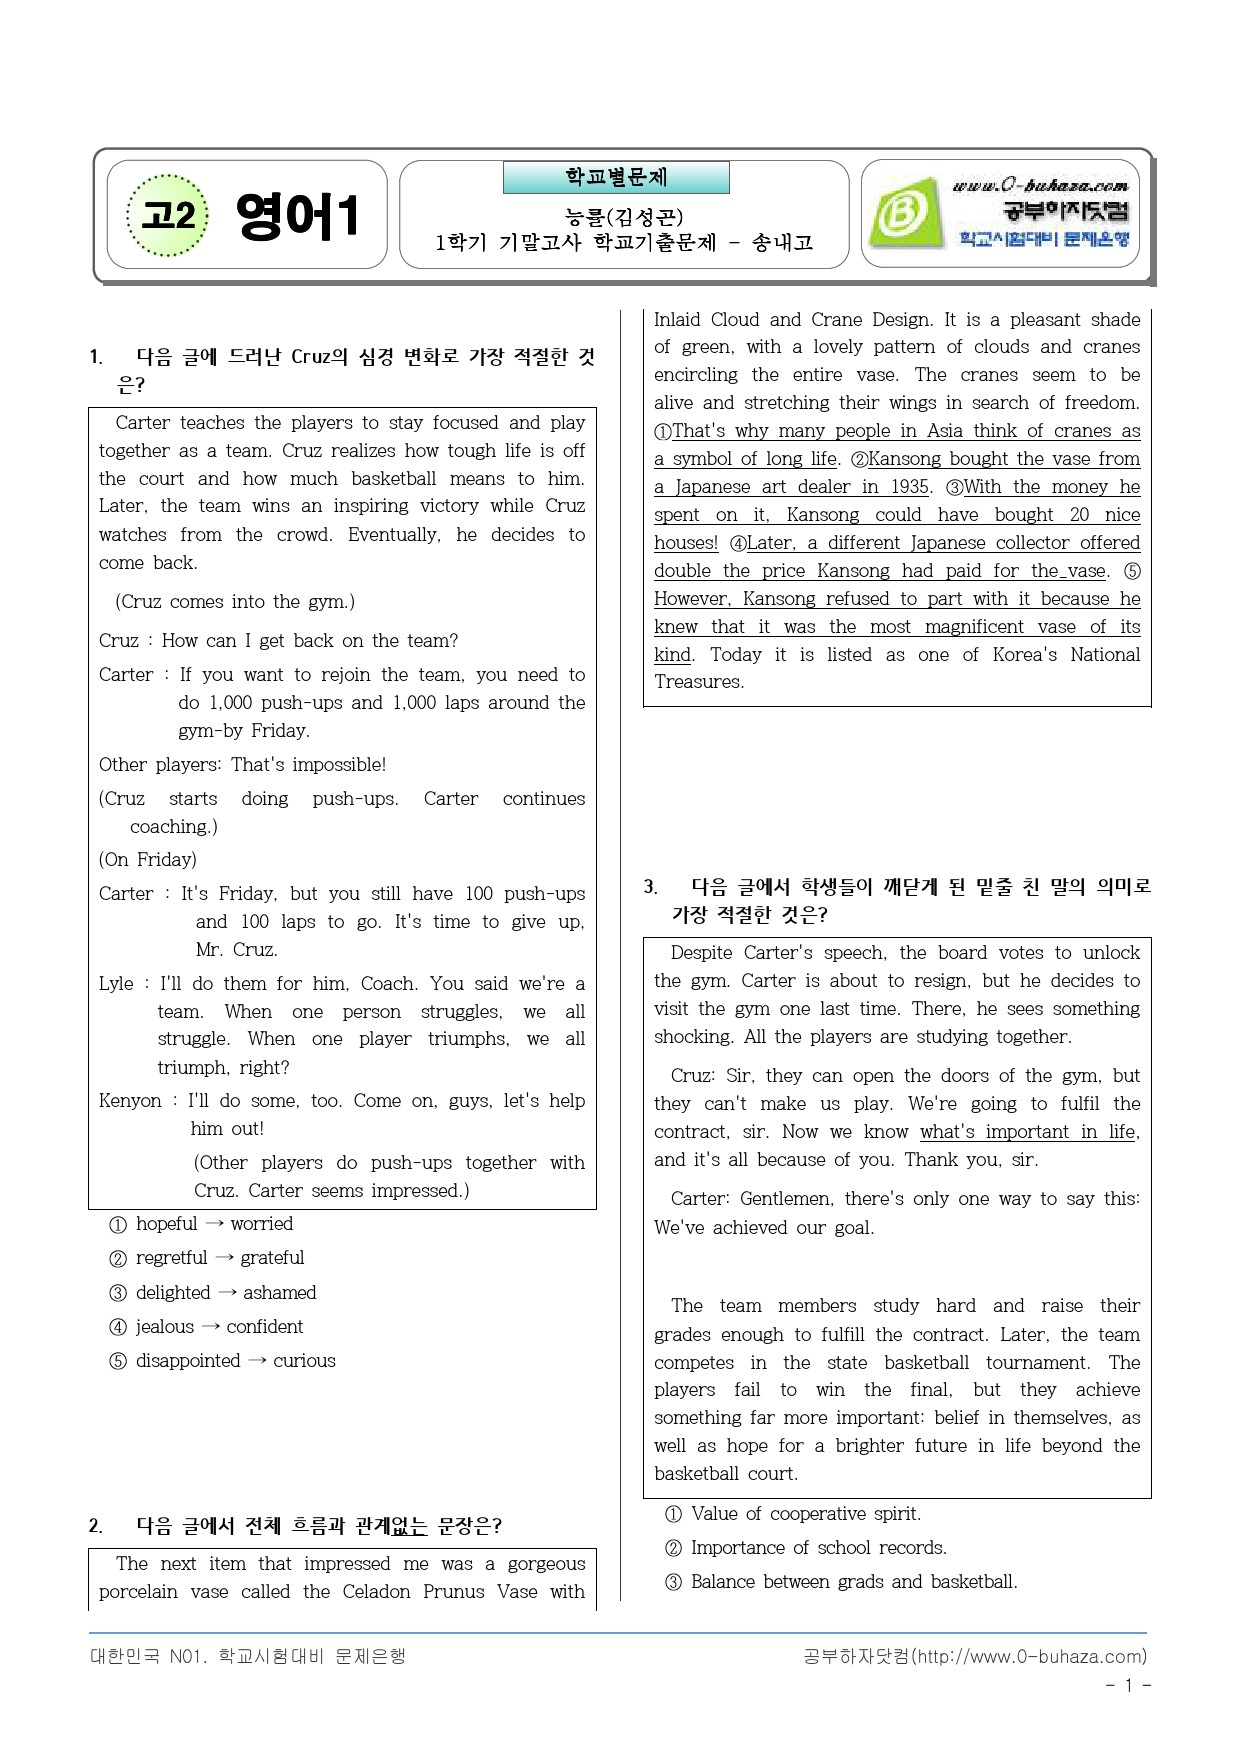 고2 영어1
학교별문제
능률(김성곤)
1학기 기말고사 학교기출문제 - 송내고
www.0-buhaza.com
공부하자닷컴
학교시험대비 문제은행
1. 다음 글에 드러난 Cruz의 심경 변화로 가장 적절한 것
은?
Carter teaches the players to stay focused and play
together as a team. Cruz realizes how tough life is off
the court and how much basketball means to him.
Later, the team wins an inspiring victory while Cruz
watches from the crowd. Eventually, he decides to
come back.
(Cruz comes into the gym.)
Cruz : How can I get back on the team?
Carter : If you want to rejoin the team, you need to
do 1,000 push-ups and 1,000 laps around the
gym-by Friday.
Other players: That's impossible!
(Cruz starts doing push-ups. Carter continues
coaching.)
(On Friday)
Carter : It's Friday, but you still have 100 push-ups
and 100 laps to go. It's time to give up,
Mr. Cruz.
Lyle : I'll do them for him, Coach. You said we're a
team. When one person struggles, we all
struggle. When one player triumphs, we all
triumph, right?
Kenyon : I'll do some, too. Come on, guys, let's help
him out!
(Other players do push-ups together with
Cruz. Carter seems impressed.)
① hopeful → worried
② regretful → grateful
③ delighted → ashamed
④ jealous → confident
⑤ disappointed → curious
2. 다음 글에서 전체 흐름과 관계없는 문장은?
The next item that impressed me was a gorgeous
porcelain vase called the Celadon Prunus Vase with
Inlaid Cloud and Crane Design. It is a pleasant shade
of green, with a lovely pattern of clouds and cranes
encircling the entire vase. The cranes seem to be
alive and stretching their wings in search of freedom.
①That's why many people in Asia think of cranes as
a symbol of long life. ②Kansong bought the vase from
a Japanese art dealer in 1935. ③With the money he
spent on it, Kansong could have bought 20 nice
houses! ④Later, a different Japanese collector offered
double the price Kansong had paid for the_vase. ⑤
However, Kansong refused to part with it because he
knew that it was the most magnificent vase of its
kind. Today it is listed as one of Korea's National
Treasures.
3. 다음 글에서 학생들이 깨닫게 된 밑줄 친 말의 의미로
가장 적절한 것은?
Despite Carter's speech, the board votes to unlock
the gym. Carter is about to resign, but he decides to
visit the gym one last time. There, he sees something
shocking. All the players are studying together.
Cruz: Sir, they can open the doors of the gym, but
they can't make us play. We're going to fulfil the
contract, sir. Now we know what's important in life,
and it's all because of you. Thank you, sir.
Carter: Gentlemen, there's only one way to say this:
We've achieved our goal.
The team members study hard and raise their
grades enough to fulfill the contract. Later, the team
competes in the state basketball tournament. The
players fail to win the final, but they achieve
something far more important: belief in themselves, as
well as hope for a brighter future in life beyond the
basketball court.
① Value of cooperative spirit.
② Importance of school records.
③ Balance between grads and basketball.
대한민국 N01. 학교시험대비 문제은행
공부하자닷컴(http://www.0-buhaza.com)
- 1 -